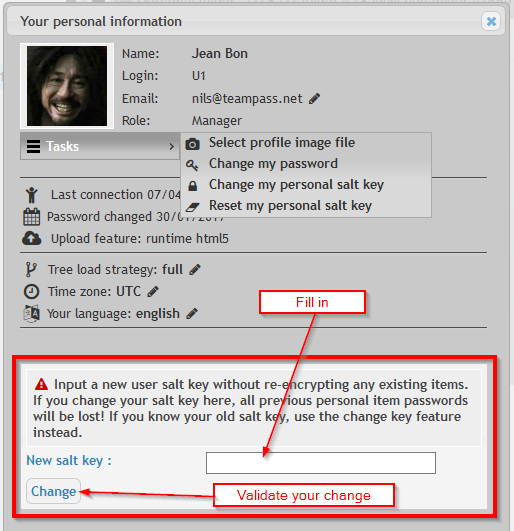 Your personal information
Name: Jean Bon
Login: U1
Email: nils@teampass.net
Role: Manager
Tasks
Select profile image file
Change my password
Change my personal salt key
Reset my personal salt key
Last connection 07/04
Password changed 30/01/2017
Upload feature: runtime html5
Tree load strategy: full
Time zone: UTC
Your language: english
Fill in
Input a new user salt key without re-encrypting any existing items.
If you change your salt key here, all previous personal item passwords
will be lost! If you know your old salt key, use the change key feature
instead.
New salt key :
Change
Validate your change